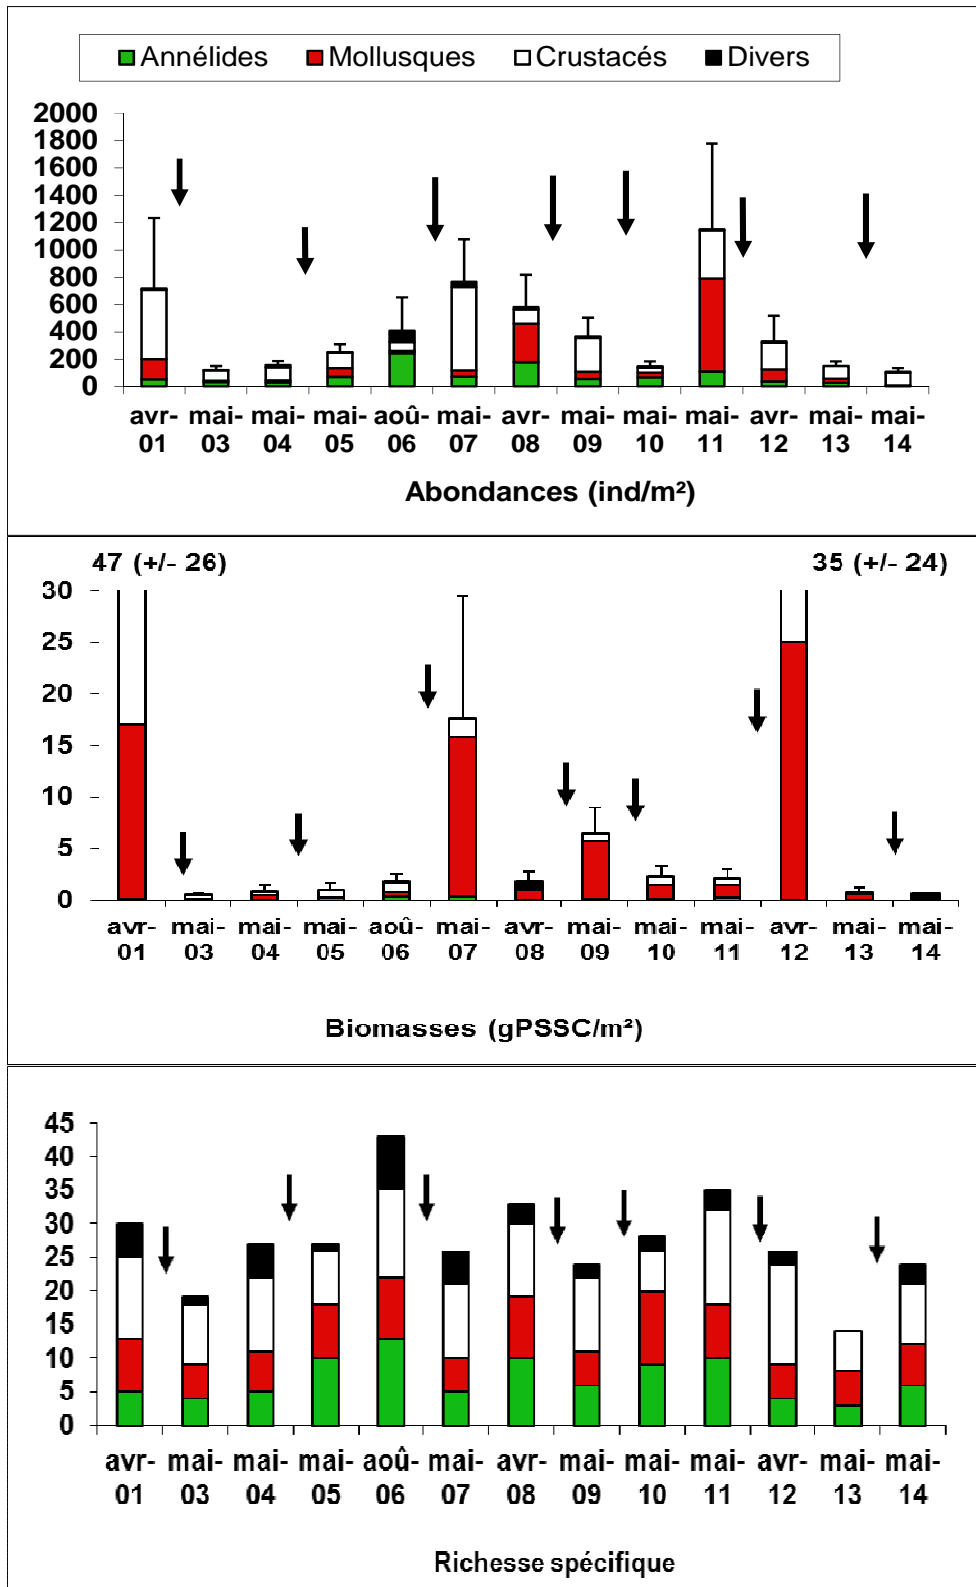 Annélides Mollusques Crustacés Divers
2000
1800
1600
1400
1200
1000
800
600
400
200
0
avr- mai- mai- mai- aoû- mai- avr- mai- mai- mai- avr- mai- mai-
01 03 04 05 06 07 08 09 10 11 12 13 14
Abondances (ind/m²)
47 (+/- 26) 35 (+/- 24)
30
25
20
15
10
5
0
avr- mai- mai- mai- aoû- mai- avr- mai- mai- mai- avr- mai- mai-
01 03 04 05 06 07 08 09 10 11 12 13 14
Biomasses (gPSSC/m²)
45
40
35
30
25
20
15
10
5
0
avr- mai- mai- mai- aoû- mai- avr- mai- mai- mai- avr- mai- mai-
01 03 04 05 06 07 08 09 10 11 12 13 14
Richesse spécifique